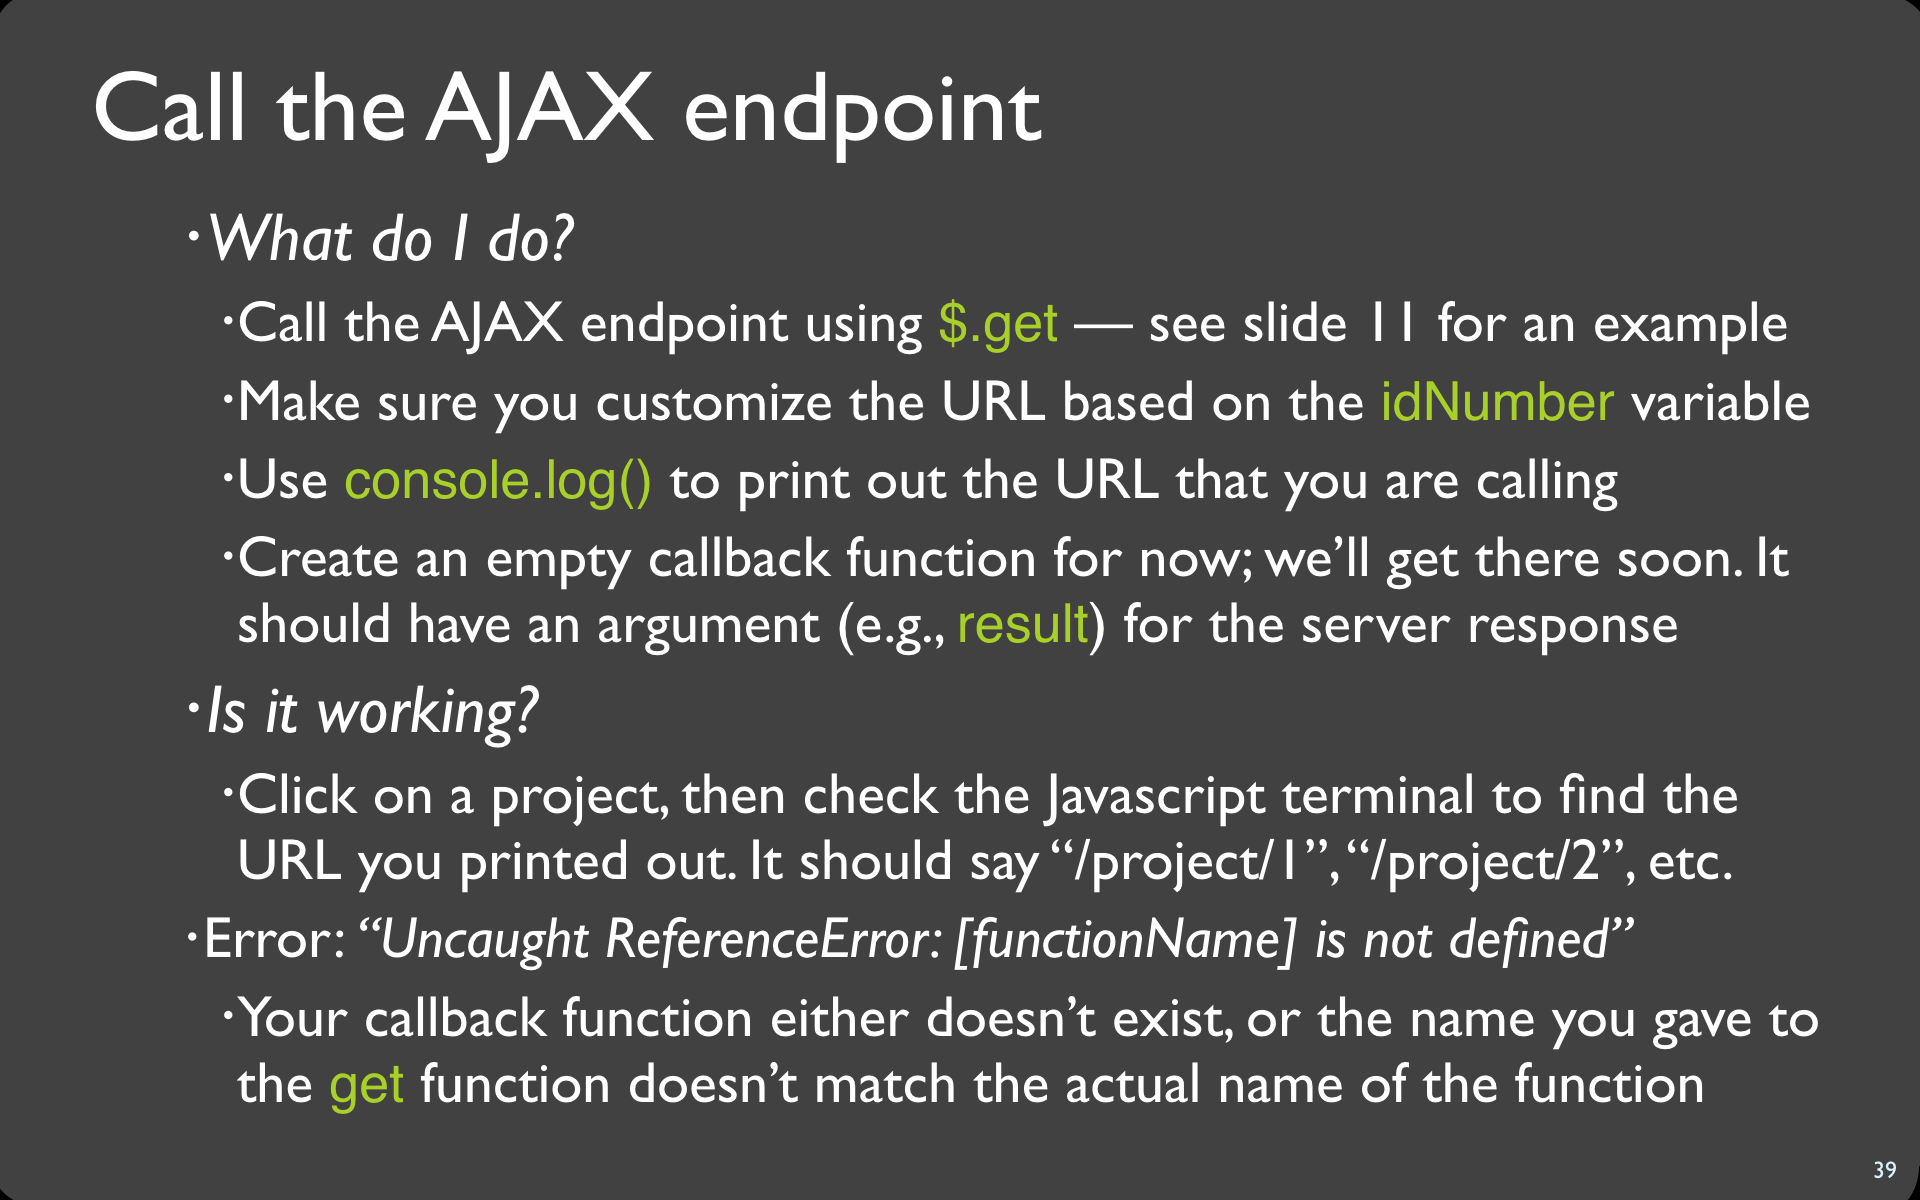 Call the AJAX endpoint
•What do I do?
•Call the AJAX endpoint using $.get — see slide 11 for an example
•Make sure you customize the URL based on the idNumber variable
•Use console.log() to print out the URL that you are calling
•Create an empty callback function for now; we’ll get there soon. It
should have an argument (e.g., result) for the server response
•Is it working?
•Click on a project, then check the Javascript terminal to find the
URL you printed out. It should say “/project/1”, “/project/2”, etc.
•Error: “Uncaught ReferenceError: [functionName] is not defined”
•Your callback function either doesn’t exist, or the name you gave to
the get function doesn’t match the actual name of the function
39